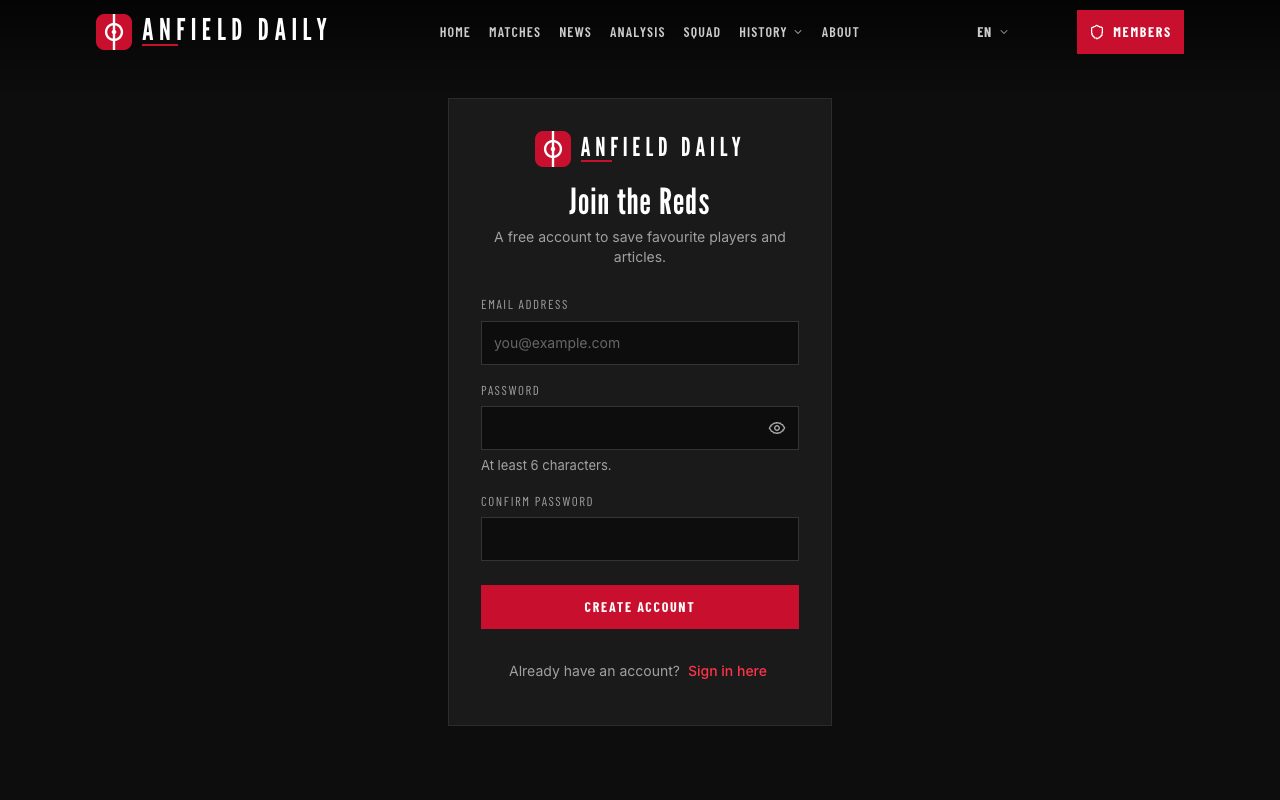 ANFIELD DAILY
HOME MATCHES NEWS ANALYSIS SQUAD HISTORY ABOUT EN MEMBERS
ANFIELD DAILY
Join the Reds
A free account to save favourite players and
articles.
EMAIL ADDRESS
you@example.com
PASSWORD
At least 6 characters.
CONFIRM PASSWORD
CREATE ACCOUNT
Already have an account? Sign in here